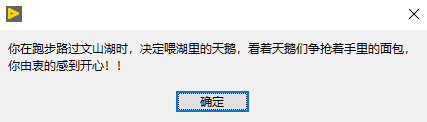 你在跑步路过文山湖时，决定喂湖里的天鹅，看着天鹅们争抢着手里的面包，
你由衷的感到开心！！
确定